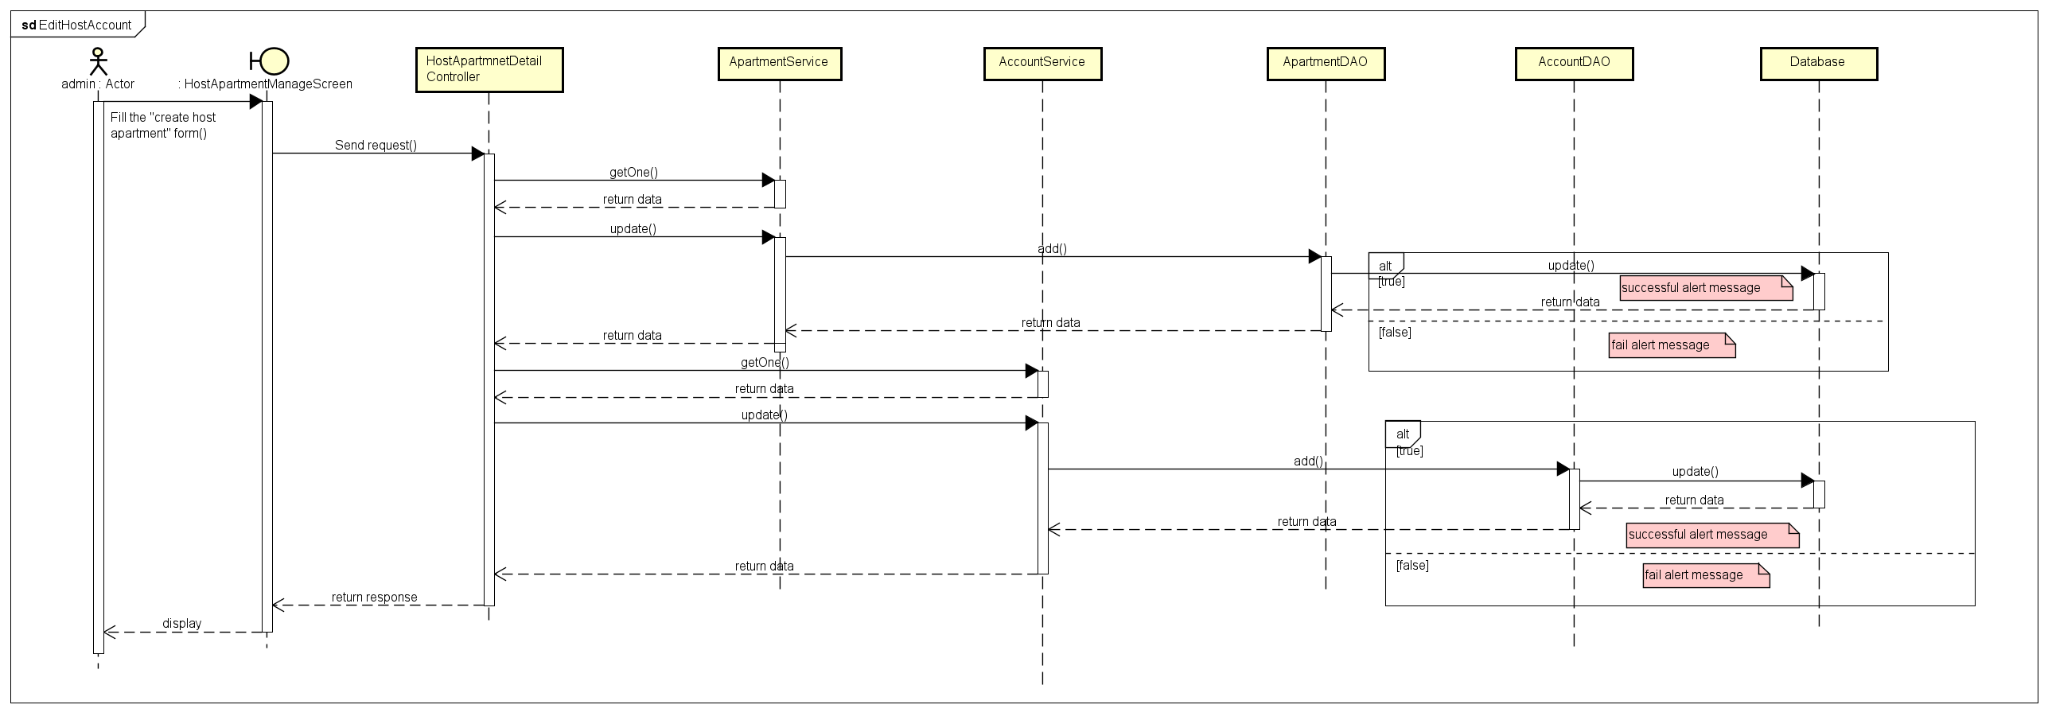 sd EditHostAccount
admin : Actor
: HostApartmentManageScreen
HostApartmnetDetail
Controller
ApartmentService
AccountService
ApartmentDAO
AccountDAO
Database
Fill the "create host
apartment" form()
Send request()
getOne()
return data
update()
add()
alt
[true]
update()
successful alert message
return data
return data
[false]
return data
fail alert message
getOne()
return data
update()
alt
[true]
add()
update()
return data
return data
successful alert message
return data
[false]
fail alert message
return response
display